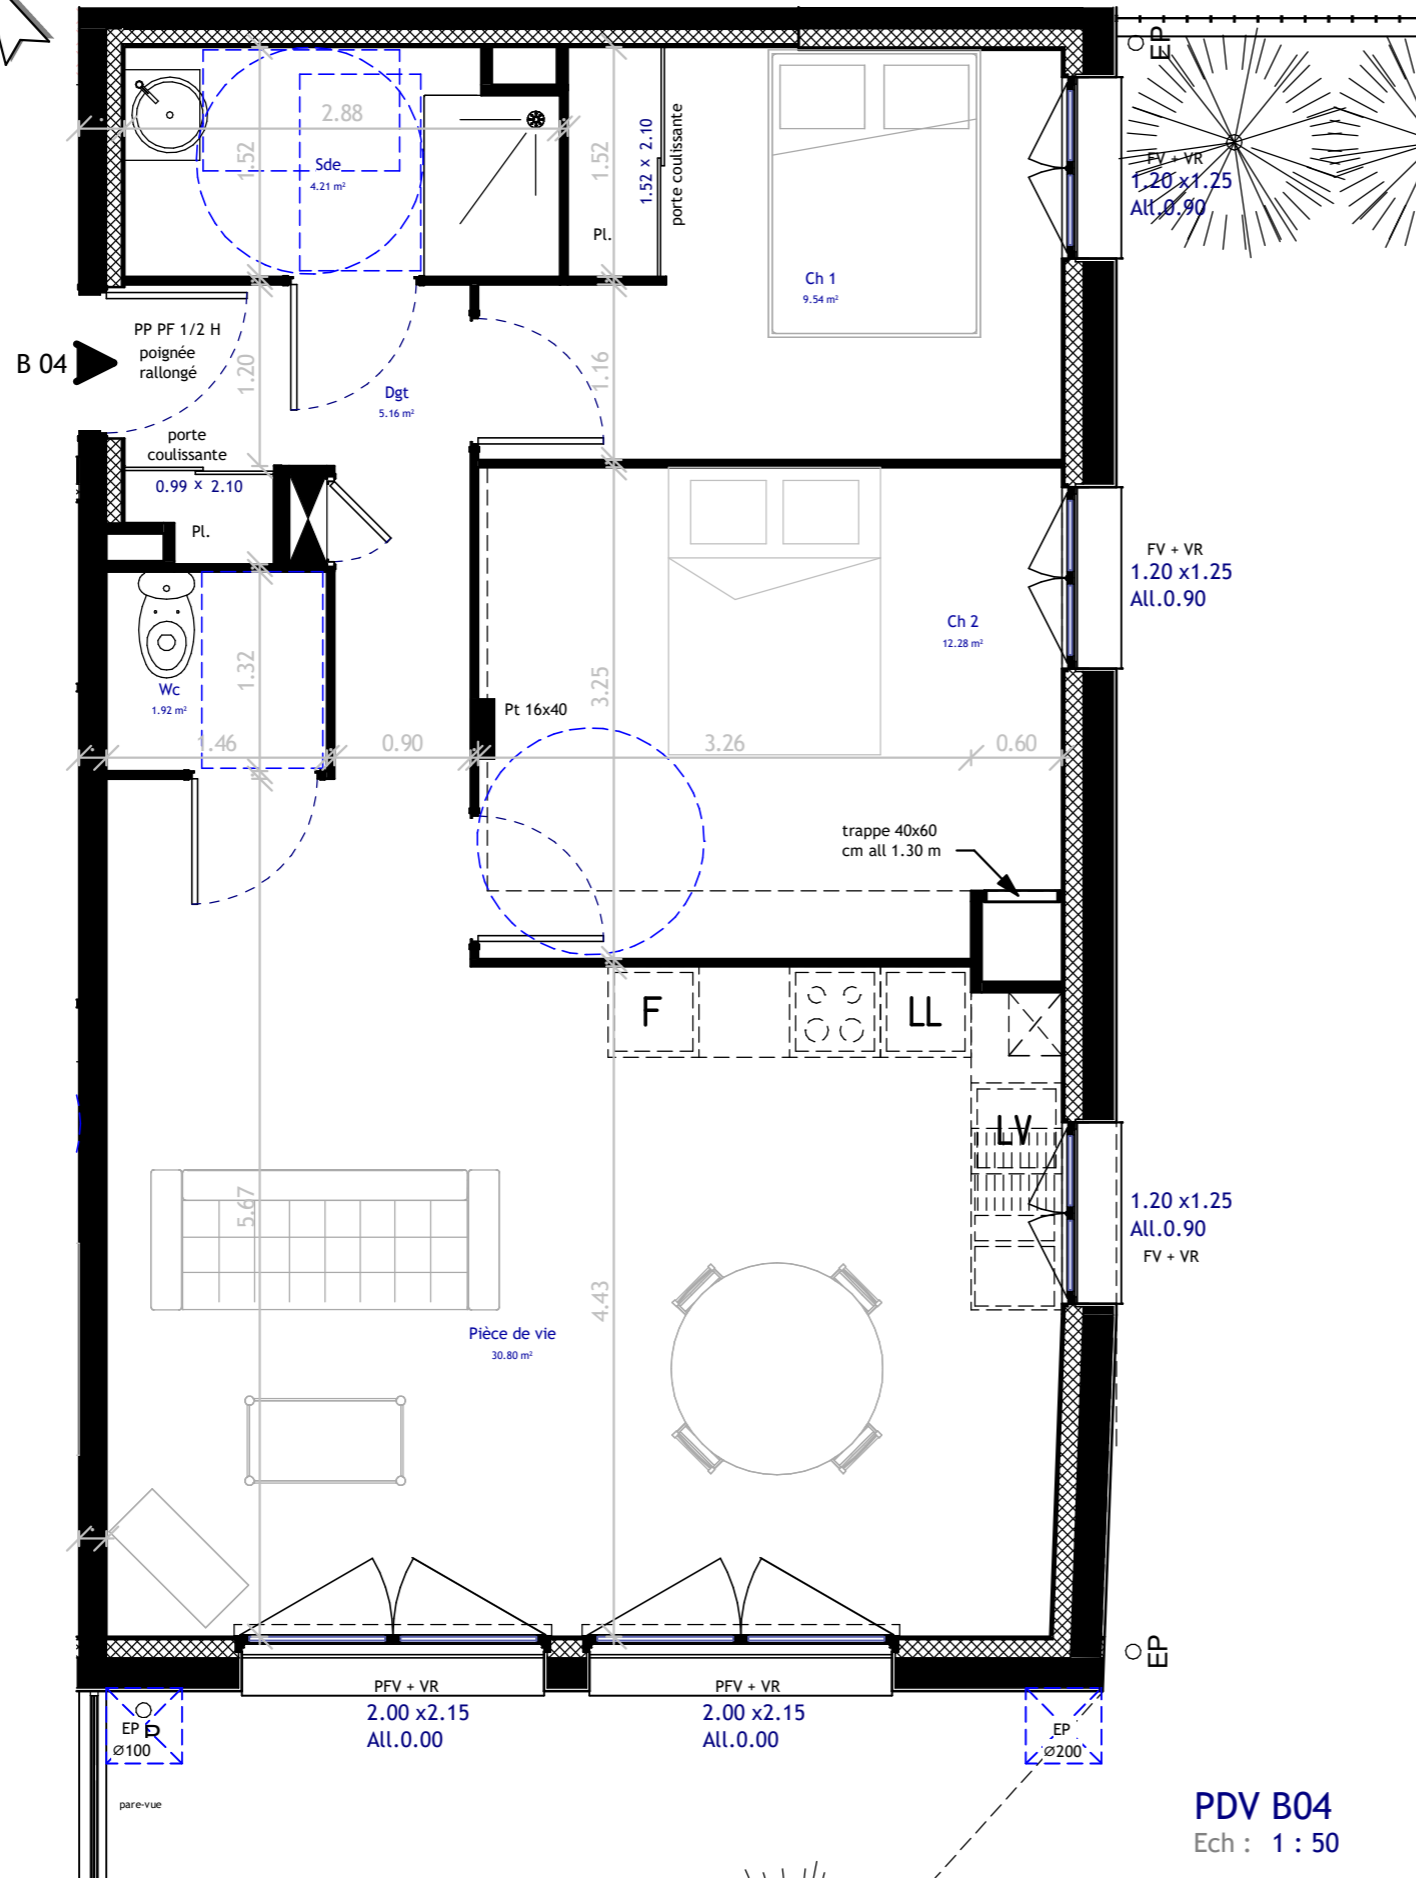 EP
2.88
1.52
Sde
4.21 m²
1.52
Pl.
1.52 x 2.10
porte coulissante
Ch 1
9.54 m²
FV + VR
1.20 x1.25
All.0.90
B 04
PP PF 1/2 H
poignée
rallongé
1.20
Dgt
5.16 m²
1.16
porte
coulissante
0.99 x 2.10
Pl.
FV + VR
1.20 x1.25
All.0.90
Ch 2
12.28 m²
Wc
1.92 m²
1.32
3.25
Pt 16x40
1.46
0.90
3.26
0.60
trappe 40x60
cm all 1.30 m
F
LL
LV
1.20 x1.25
All.0.90
FV + VR
5.67
4.43
Pièce de vie
30.80 m²
EP
PFV + VR
2.00 x2.15
All.0.00
PFV + VR
2.00 x2.15
All.0.00
EP
Ø100
EP
Ø200
pare-vue
PDV B04
Ech : 1 : 50